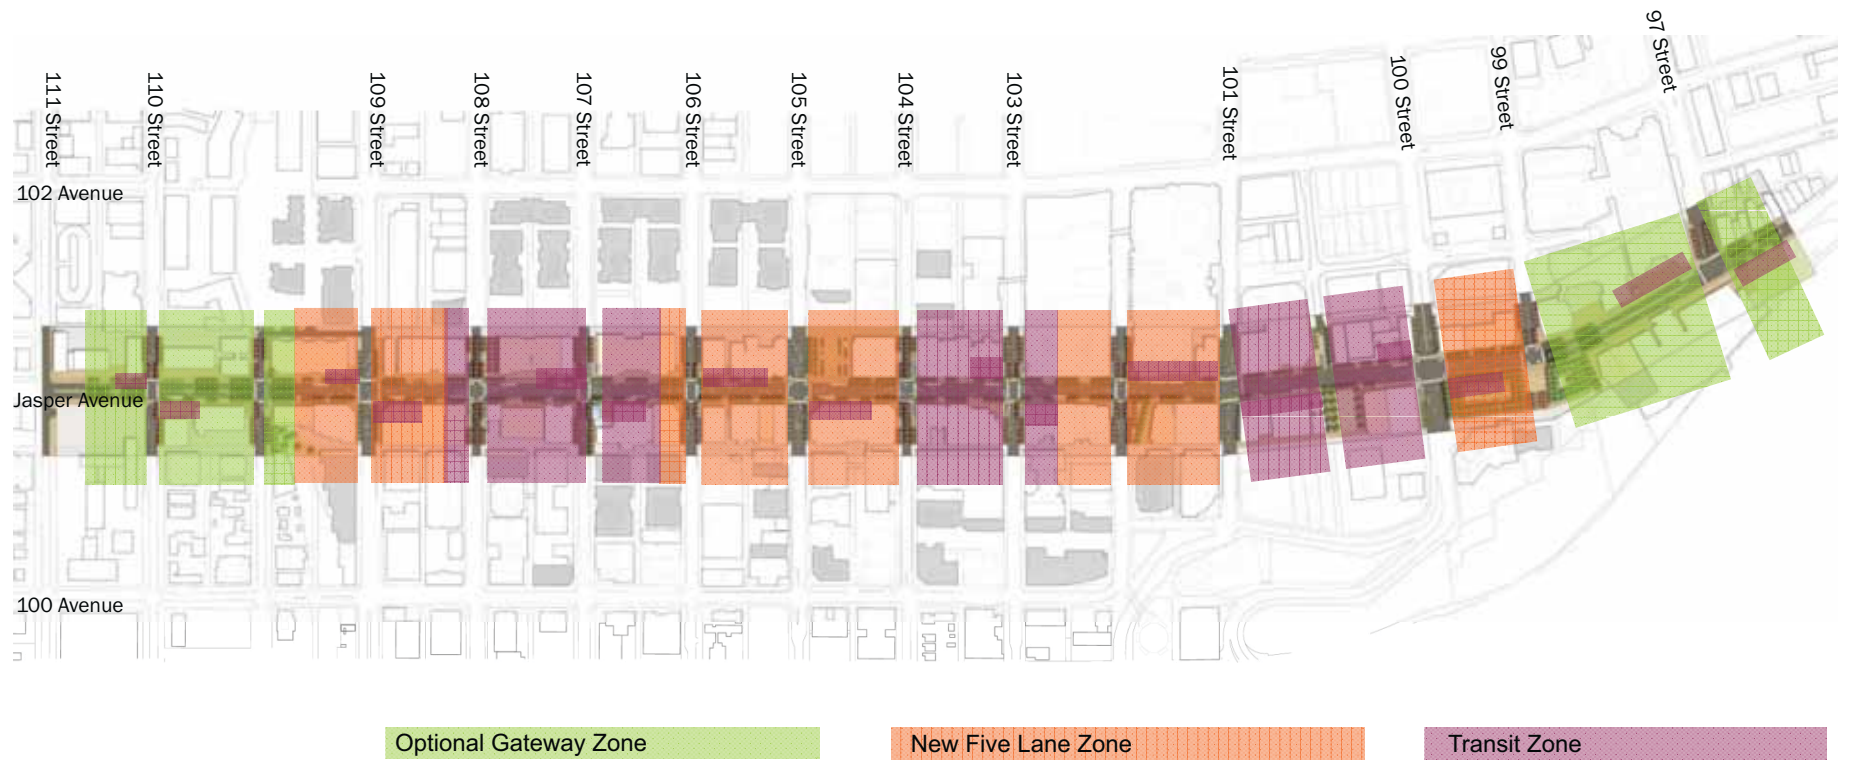 111 Street
110 Street
109 Street
108 Street
107 Street
106 Street
105 Street
104 Street
103 Street
101 Street
100 Street
99 Street
97 Street
102 Avenue
Jasper Avenue
100 Avenue
Optional Gateway Zone
New Five Lane Zone
Transit Zone